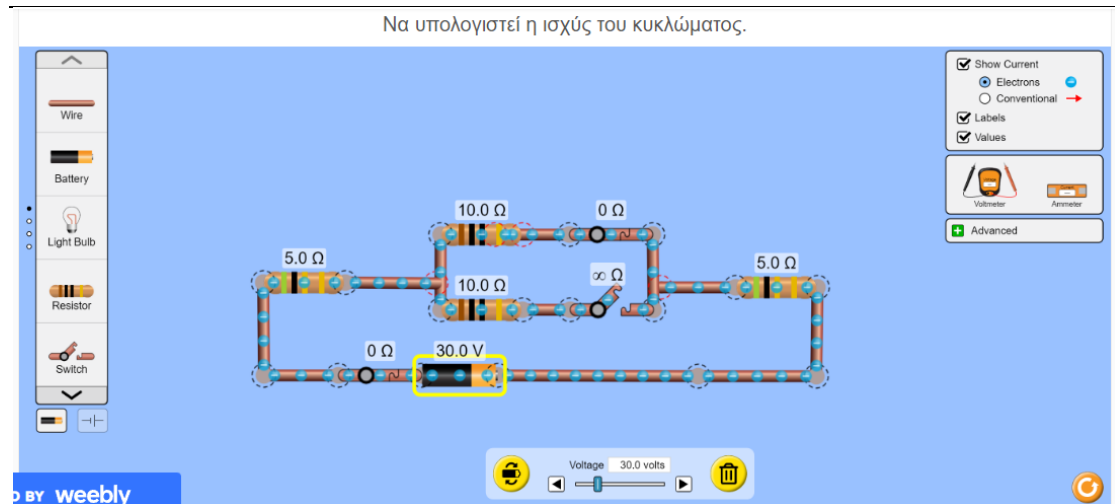 Να υπολογιστεί η ισχύς του κυκλώματος.
Wire
Battery
Light Bulb
Resistor
Switch
Show Current
Electrons
Conventional
Labels
Values
Voltmeter
Ammeter
Advanced
10.0 Ω
0 Ω
5.0 Ω
10.0 Ω
∞ Ω
5.0 Ω
0 Ω
30.0 V
Voltage 30.0 volts
D BY weebly